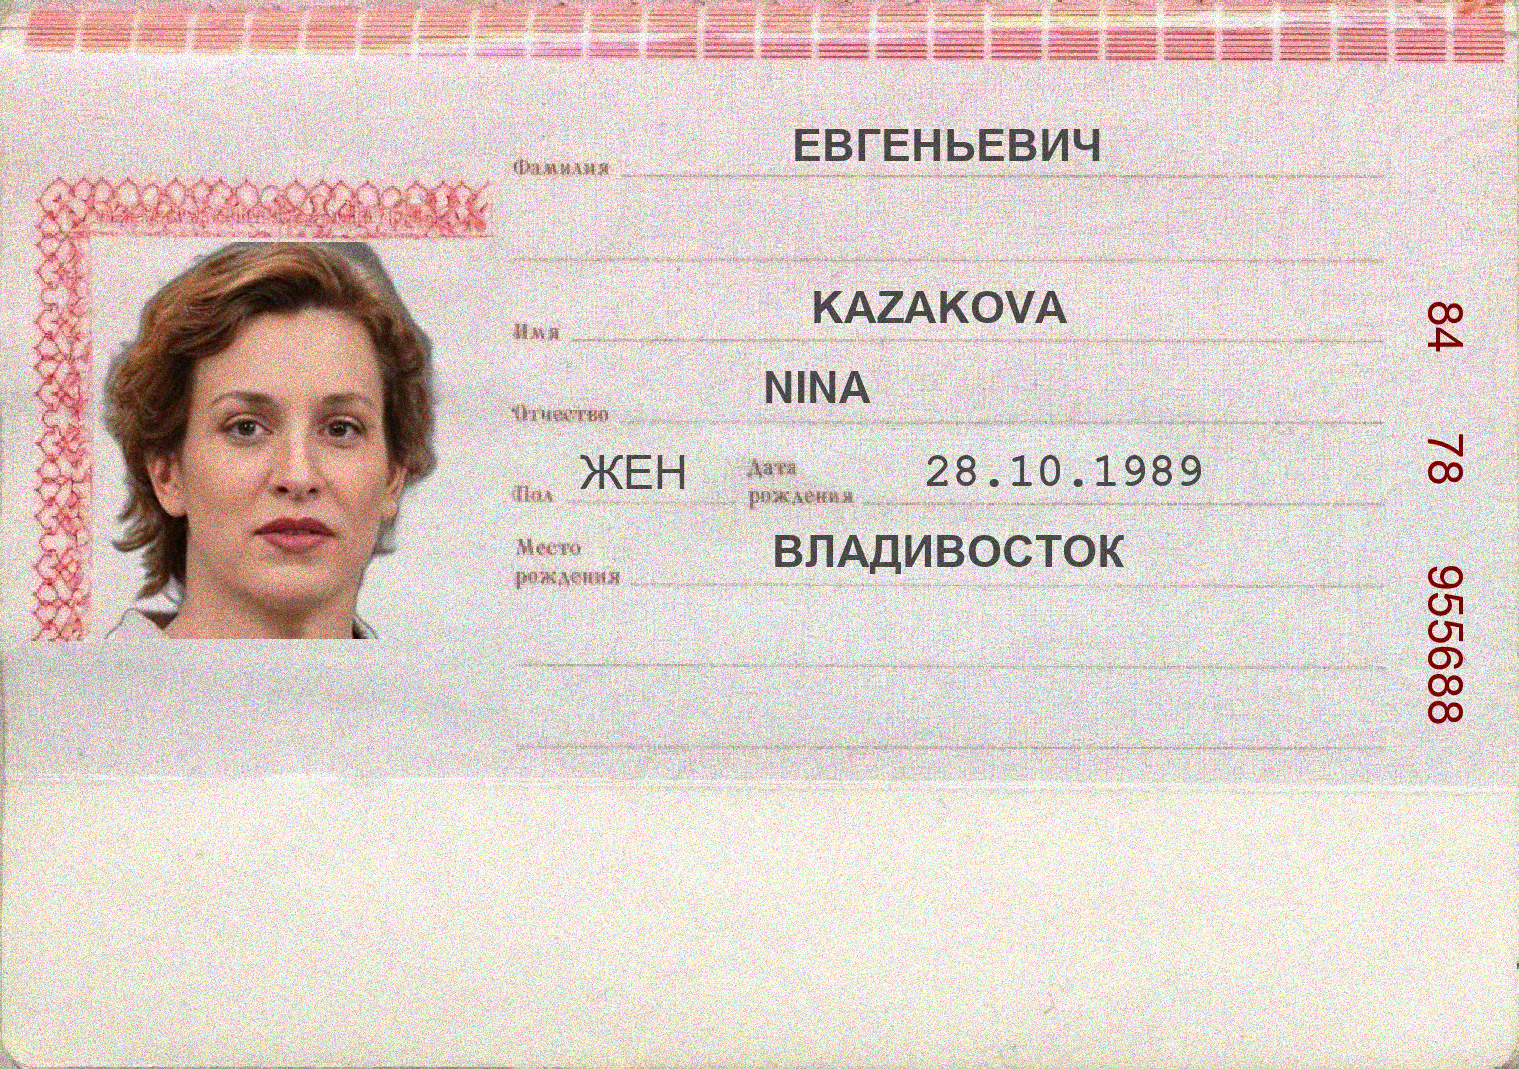 Фамилия ЕВГЕНЬЕВИЧ
Имя KAZAKOVA
Отчество NINA
Пол ЖЕН Дата рождения 28.10.1989
Место рождения ВЛАДИВОСТОК
84 78 955688